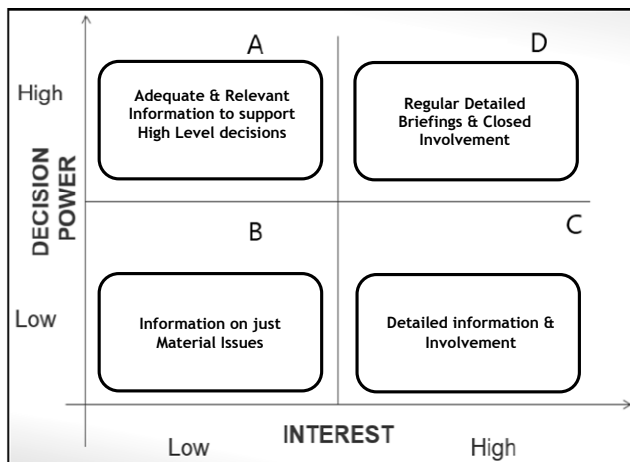 A
D
High
Adequate & Relevant
Information to support
High Level decisions
Regular Detailed
Briefings & Closed
Involvement
DECISION
POWER
B
C
Low
Information on just
Material Issues
Detailed information &
Involvement
INTEREST
Low
High